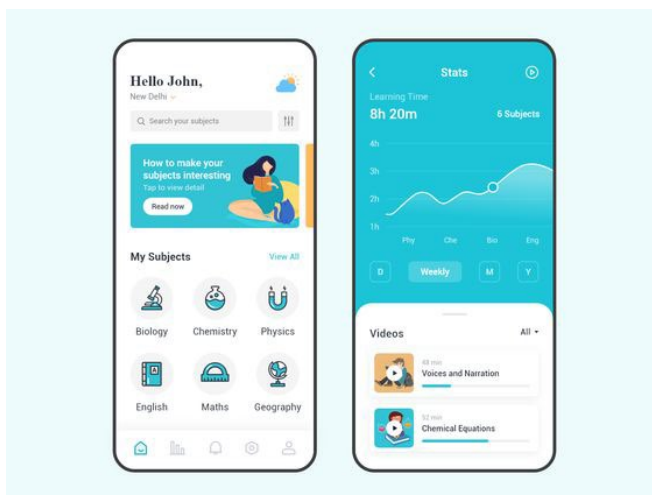 Hello John,
New Delhi
Search your subjects
How to make your
subjects interesting
Tap to view detail
Read now
My Subjects
View All
Biology
Chemistry
Physics
English
Maths
Geography
Stats
Learning Time
8h 20m
6 Subjects
4h
3h
2h
1h
Phy
Che
Bio
Eng
D
Weekly
M
Y
Videos
All
48 min
Voices and Narration
52 min
Chemical Equations